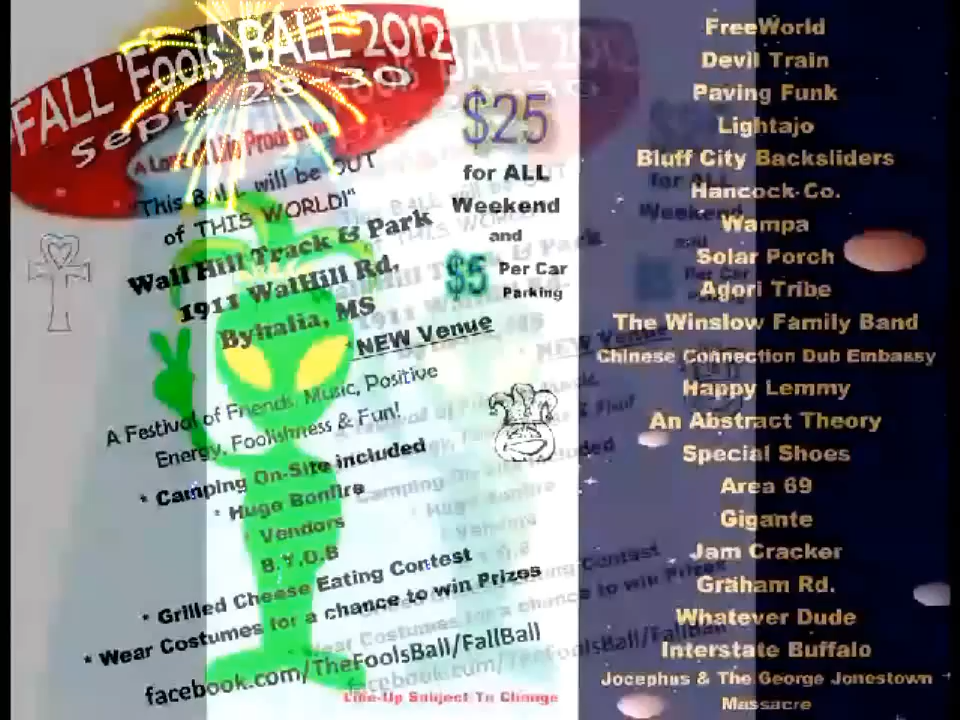 FALL 'Fools' BALL 2012
Sept. 28-30
"This BALL will be OUT
of THIS WORLD!"
Wall Hill Track & Park
1911 WalHill Rd.
Byhalia, MS
*NEW Venue
A Festival of Friends, Music, Positive
Energy, Foolishness & Fun!
* Camping On-Site included
* Huge Bonfire
* Vendors
B.Y.O.B
* Grilled Cheese Eating Contest
* Wear Costumes for a chance to win Prizes
facebook.com/TheFoolsBall/FallBall
Line-Up Subject To Change
$25
for ALL
Weekend
and
$5 Per Car
Parking
FreeWorld
Devil Train
Paving Funk
Lightajo
Bluff City Backsliders
Hancock Co.
Wampa
Solar Porch
Agori Tribe
The Winslow Family Band
Chinese Connection Dub Embassy
Happy Lemmy
An Abstract Theory
Special Shoes
Area 69
Gigante
Jam Cracker
Graham Rd.
Whatever Dude
Interstate Buffalo
Jocephus & The George Jonestown
Massacre